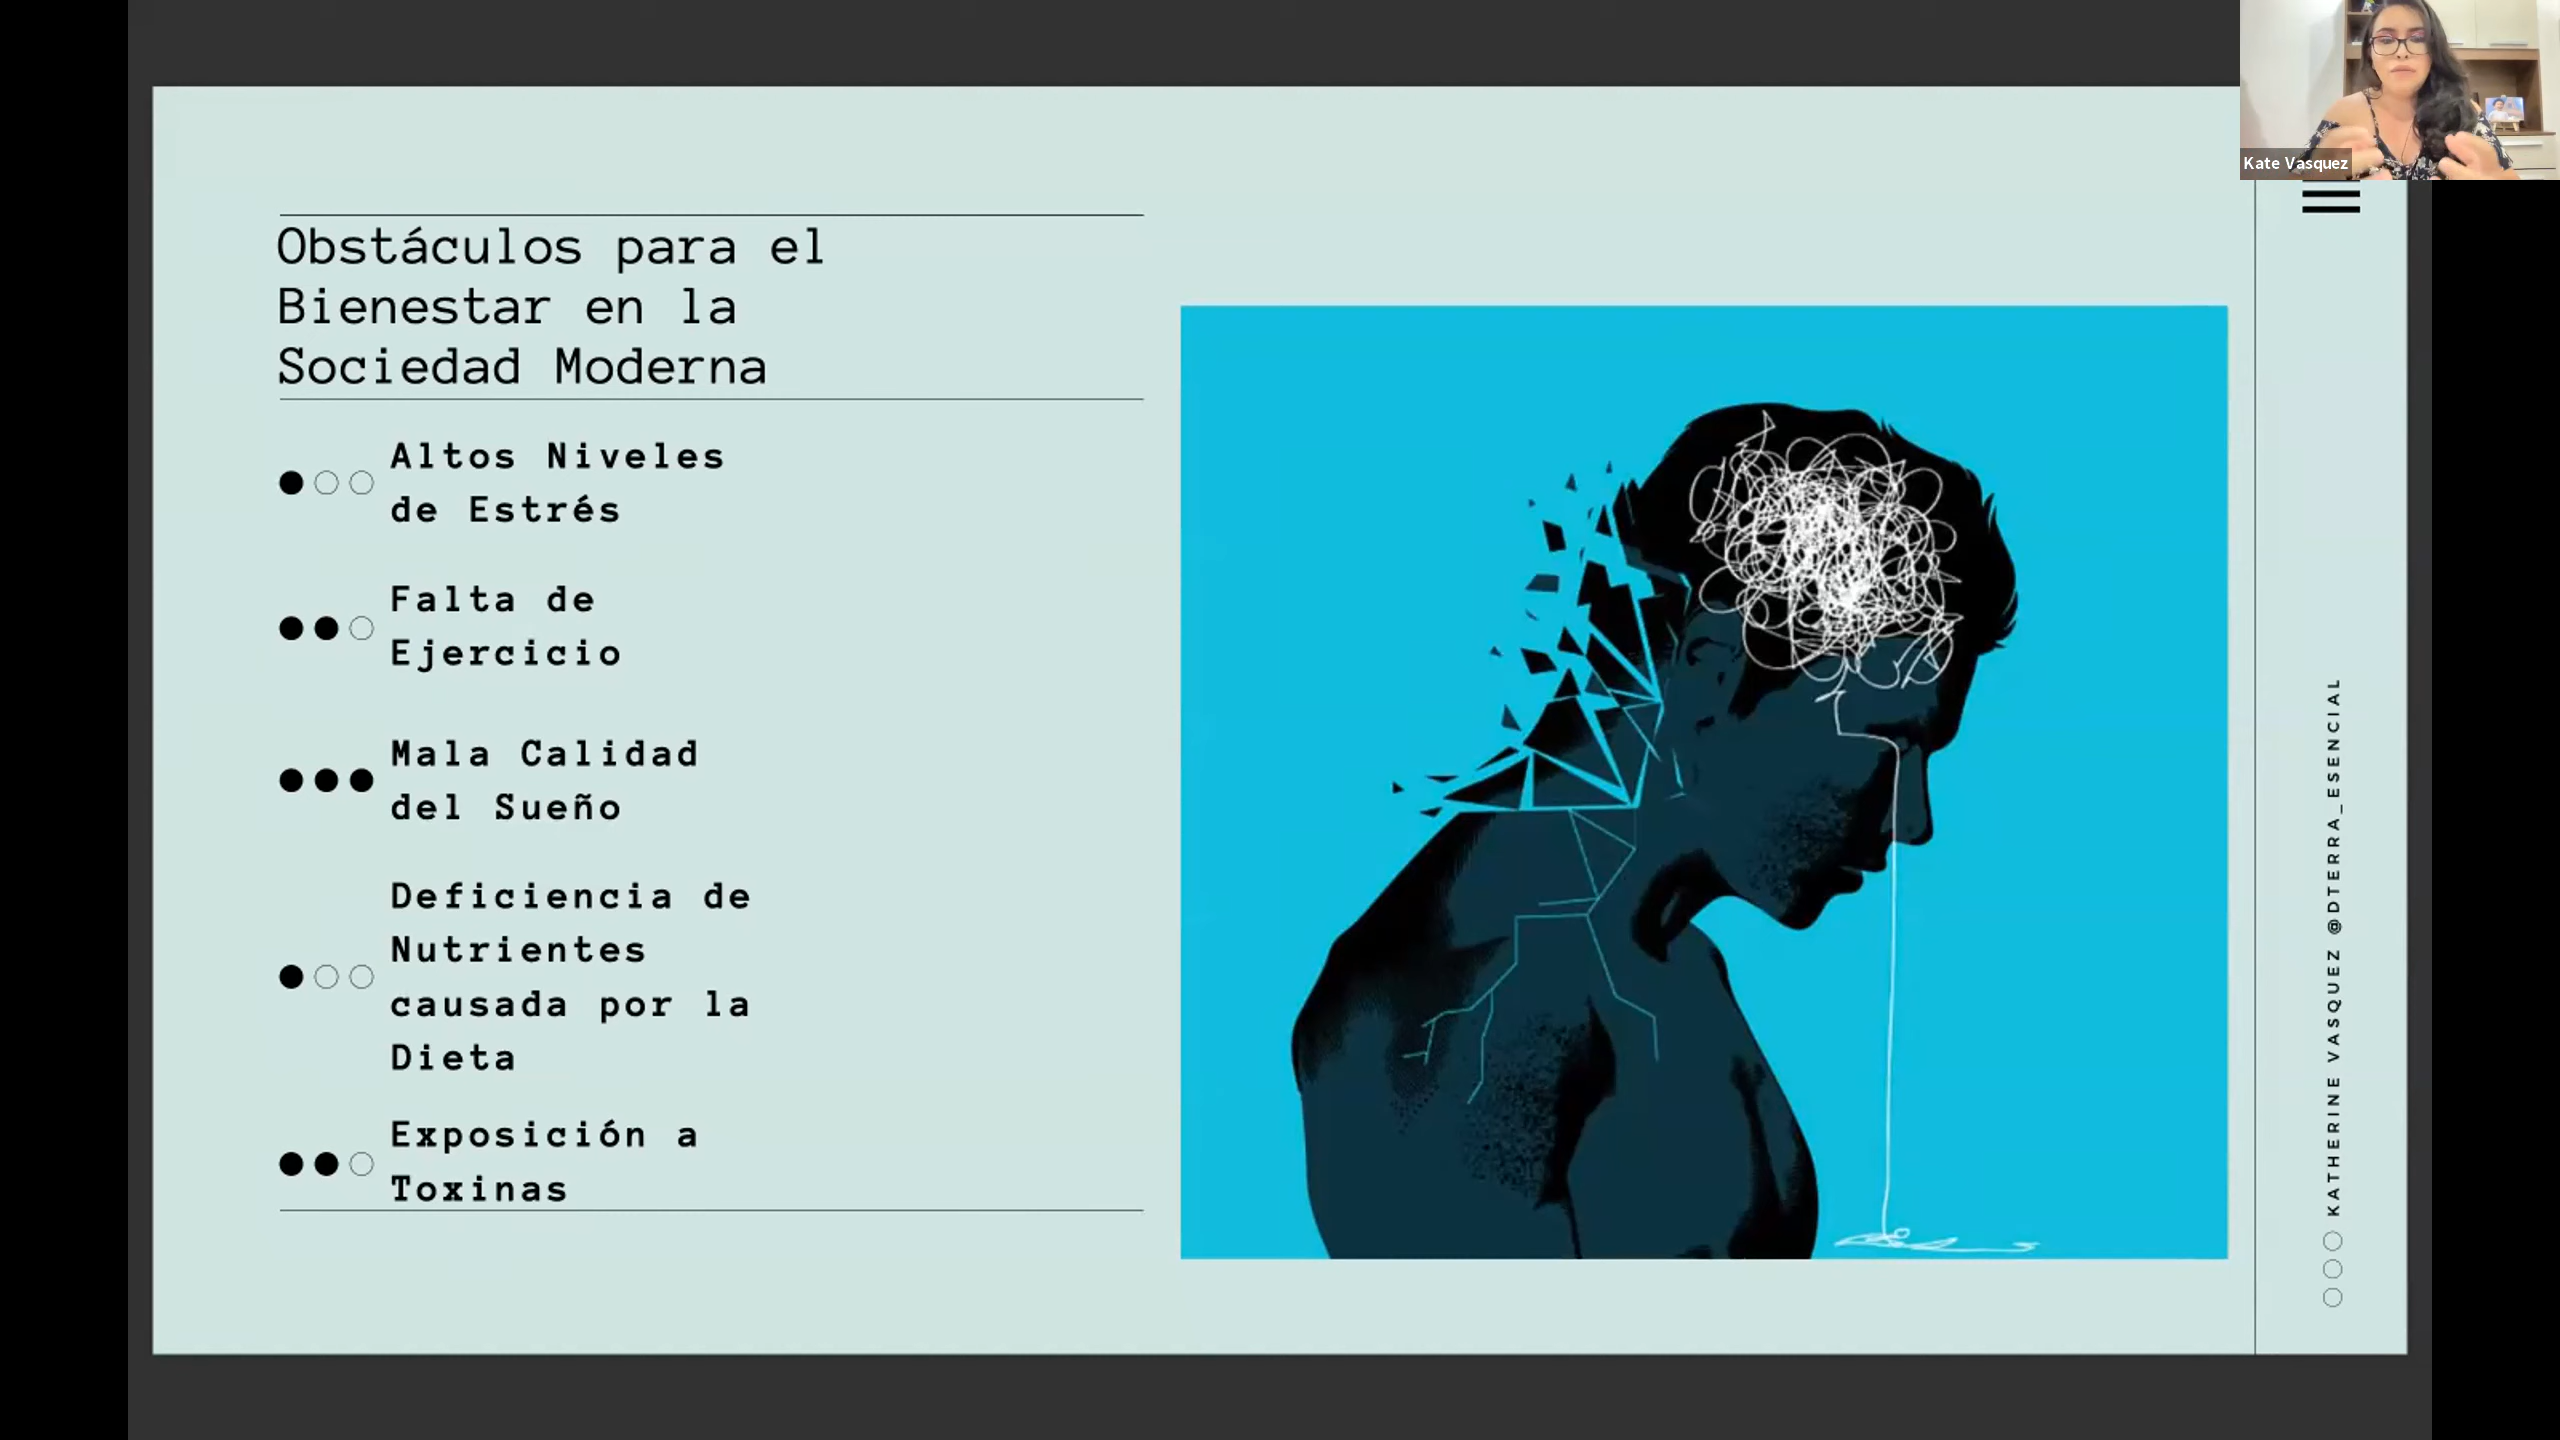 Kate Vasquez
Obstáculos para el
Bienestar en la
Sociedad Moderna
Altos Niveles
de Estrés
Falta de
Ejercicio
Mala Calidad
del Sueño
Deficiencia de
Nutrientes
causada por la
Dieta
Exposición a
Toxinas
KATHERINE VASQUEZ @DTERRA_ESENCIAL